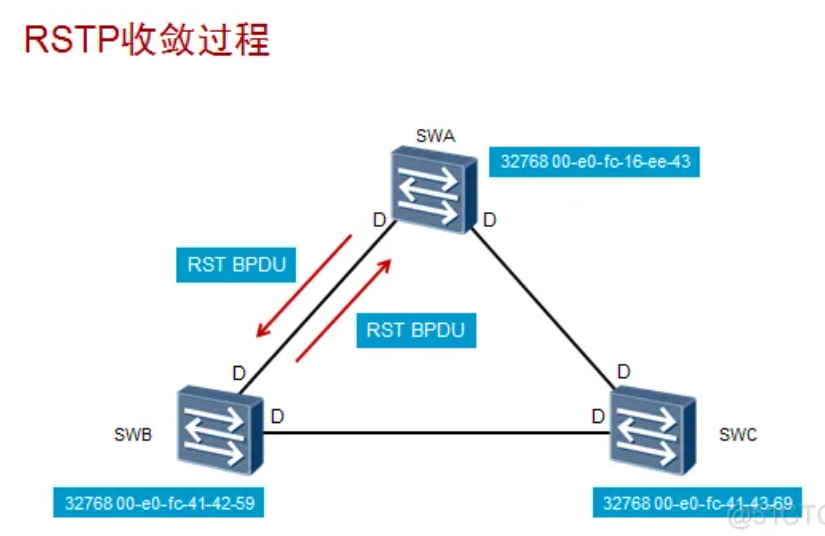 RSTP收敛过程
SWA
32768 00-e0-fc-16-ee-43
D
D
RST BPDU
RST BPDU
D
D
SWB
D
D
SWC
32768 00-e0-fc-41-42-59
32768 00-e0-fc-41-43-69
@51CTO